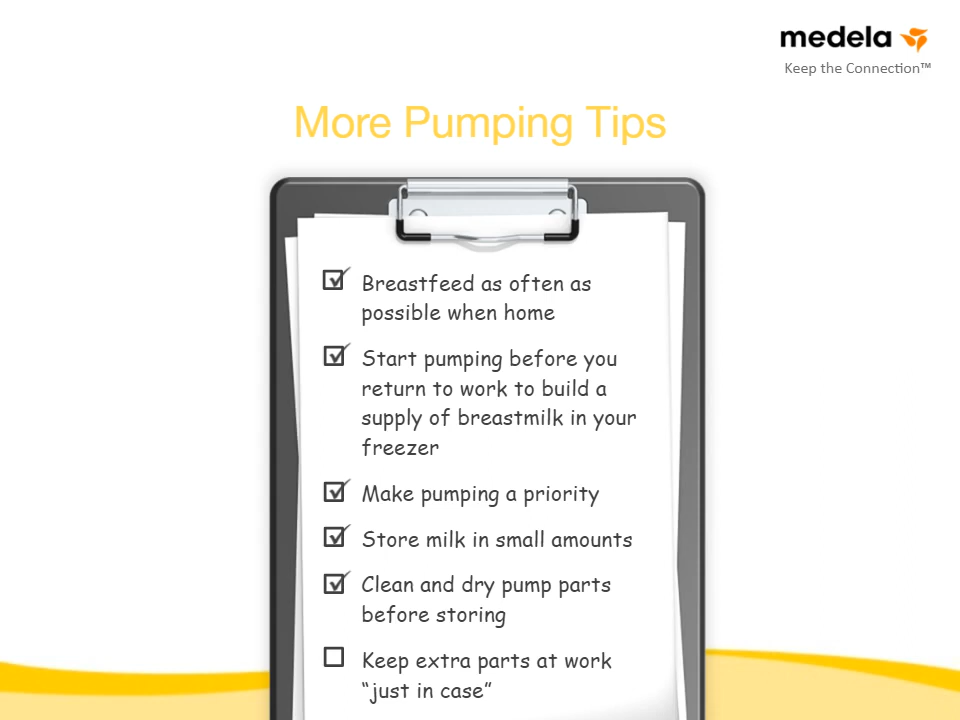 medela
Keep the Connection™
More Pumping Tips
Breastfeed as often as
possible when home
Start pumping before you
return to work to build a
supply of breastmilk in your
freezer
Make pumping a priority
Store milk in small amounts
Clean and dry pump parts
before storing
Keep extra parts at work
“just in case”